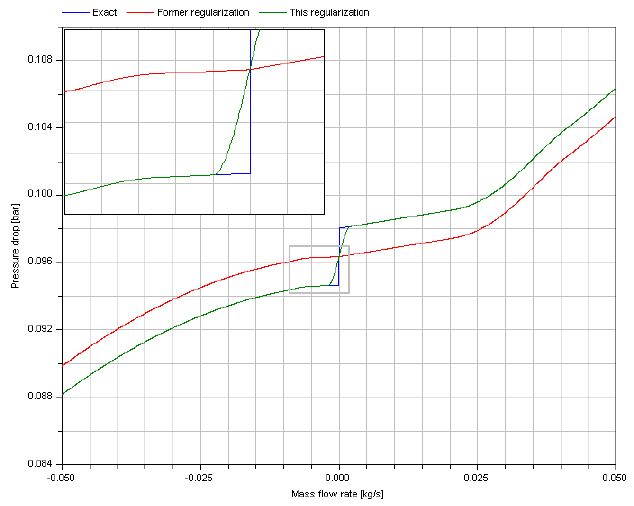 Exact Former regularization This regularization
0.108
0.104
0.100
0.096
0.092
0.088
0.084
Pressure drop [bar]
-0.050 -0.025 0.000 0.025 0.050
Mass flow rate [kg/s]